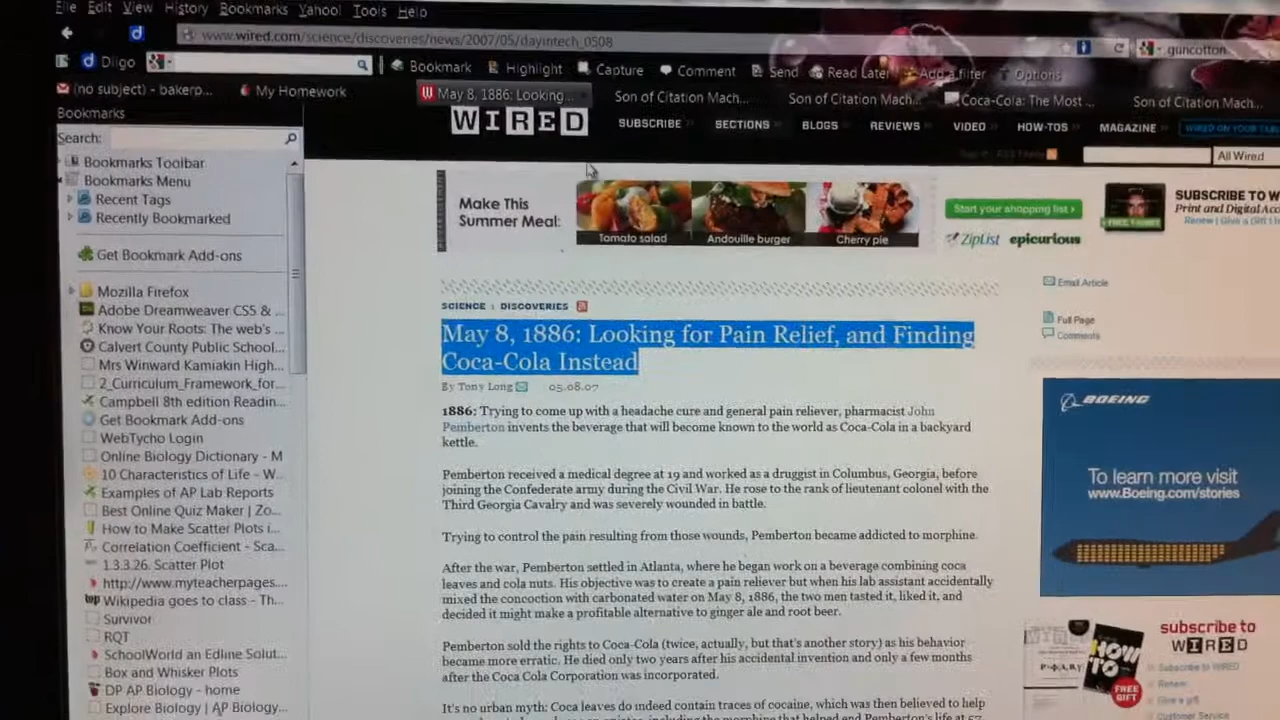 File Edit View History Bookmarks Yahoo! Tools Help
www.wired.com/science/discoveries/news/2007/05/dayintech_0508
guncotton
Diigo
Bookmark Highlight Capture Comment Send Read Later Add a filter Options
(no subject) - bakerp...
My Homework
May 8, 1886: Looking...
Son of Citation Mach...
Son of Citation Mach...
Coca-Cola: The Most ...
Son of Citation Mach...
Bookmarks
Search:
Bookmarks Toolbar
Bookmarks Menu
Recent Tags
Recently Bookmarked
Get Bookmark Add-ons
Mozilla Firefox
Adobe Dreamweaver CS5 & ...
Know Your Roots: The web's ...
Calvert County Public School...
Mrs Winward Kamiakin High...
2_Curriculum_Framework_for...
Campbell 8th edition Readin...
Get Bookmark Add-ons
WebTycho Login
Online Biology Dictionary - M
10 Characteristics of Life - W...
Examples of AP Lab Reports
Best Online Quiz Maker | Zo...
How to Make Scatter Plots i...
Correlation Coefficient - Sca...
1.3.3.26. Scatter Plot
http://www.myteacherpages....
Wikipedia goes to class - Th...
Survivor
RQT
SchoolWorld an Edline Solut...
Box and Whisker Plots
DP AP Biology - home
Explore Biology | AP Biology...
WIRED
SUBSCRIBE SECTIONS BLOGS REVIEWS VIDEO HOW-TOS MAGAZINE WIRED ON YOUR TAB
All Wired
Make This
Summer Meal:
Tomato salad
Andouille burger
Cherry pie
Start your shopping list
ZipList epicurious
SUBSCRIBE TO W
Print and Digital Acc
Renew | Give a Gift | In
SCIENCE : DISCOVERIES
May 8, 1886: Looking for Pain Relief, and Finding
Coca-Cola Instead
By Tony Long 05.08.07
1886: Trying to come up with a headache cure and general pain reliever, pharmacist John
Pemberton invents the beverage that will become known to the world as Coca-Cola in a backyard
kettle.
Pemberton received a medical degree at 19 and worked as a druggist in Columbus, Georgia, before
joining the Confederate army during the Civil War. He rose to the rank of lieutenant colonel with the
Third Georgia Cavalry and was severely wounded in battle.
Trying to control the pain resulting from those wounds, Pemberton became addicted to morphine.
After the war, Pemberton settled in Atlanta, where he began work on a beverage combining coca
leaves and cola nuts. His objective was to create a pain reliever but when his lab assistant accidentally
mixed the concoction with carbonated water on May 8, 1886, the two men tasted it, liked it, and
decided it might make a profitable alternative to ginger ale and root beer.
Pemberton sold the rights to Coca-Cola (twice, actually, but that's another story) as his behavior
became more erratic. He died only two years after his accidental invention and only a few months
after the Coca Cola Corporation was incorporated.
It's no urban myth: Coca leaves do indeed contain traces of cocaine, which was then believed to help
Email Article
Full Page
Comments
BOEING
To learn more visit
www.Boeing.com/stories
HOW TO
FREE GIFT
subscribe to
WIRED
Subscribe to WIRED
Renew
Give a gift
Customer Service